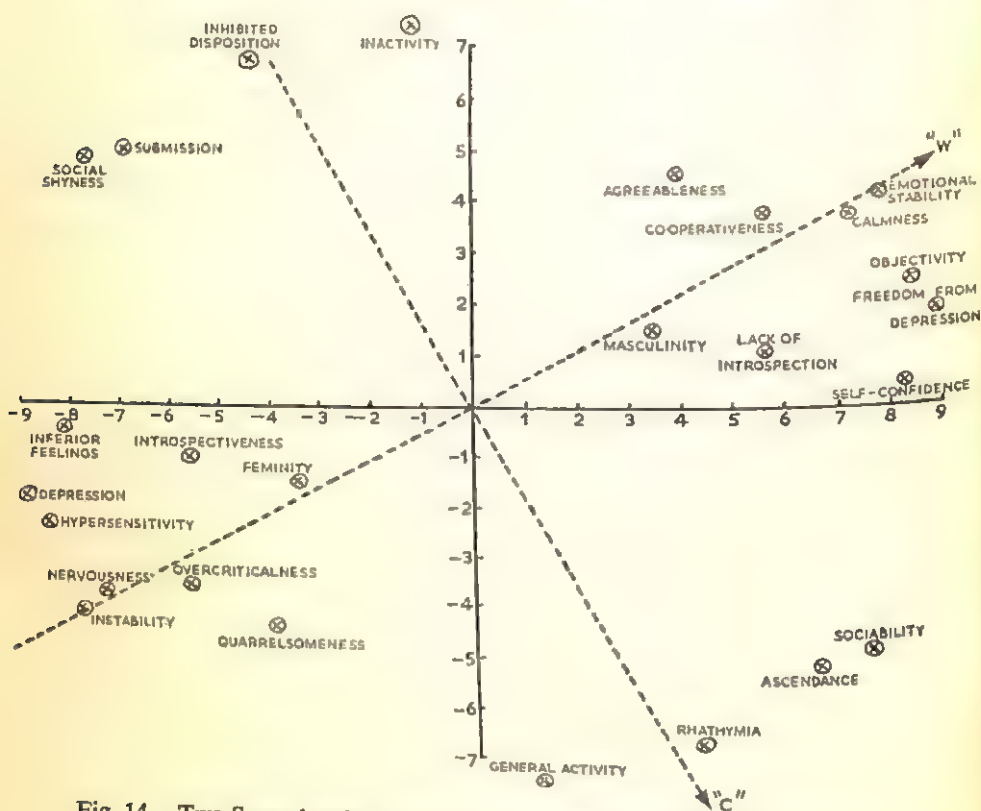 INHIBITED
DISPOSITION
INACTIVITY
7
6
5
4
3
2
1
"W"
SUBMISSION
SOCIAL
SHYNESS
AGREEABLENESS
EMOTIONAL
STABILITY
CO-OPERATIVENESS
CALMNESS
OBJECTIVITY
FREEDOM FROM
DEPRESSION
MASCULINITY
LACK OF
INTROSPECTION
SELF-CONFIDENCE
-9 -8 -7 -6 -5 -4 -3 -2 -1 1 2 3 4 5 6 7 8 9
INFERIOR
FEELINGS
INTROSPECTIVENESS
FEMINITY
DEPRESSION
HYPERSENSITIVITY
NERVOUSNESS
OVERCRITICALNESS
INSTABILITY
QUARRELSOMENESS
-1
-2
-3
-4
-5
-6
-7
SOCIABILITY
ASCENDANCE
RHATHYMIA
GENERAL ACTIVITY
"C"
Fig. 14.